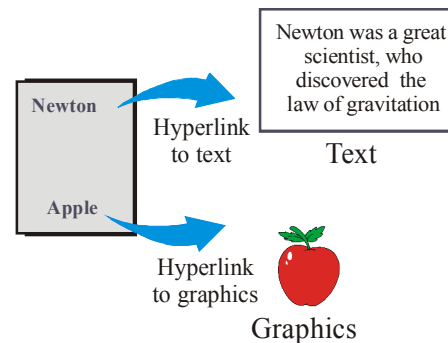 Newton was a great
scientist, who
discovered the
law of gravitation
Newton
Hyperlink
to text
Text
Apple
Hyperlink
to graphics
Graphics